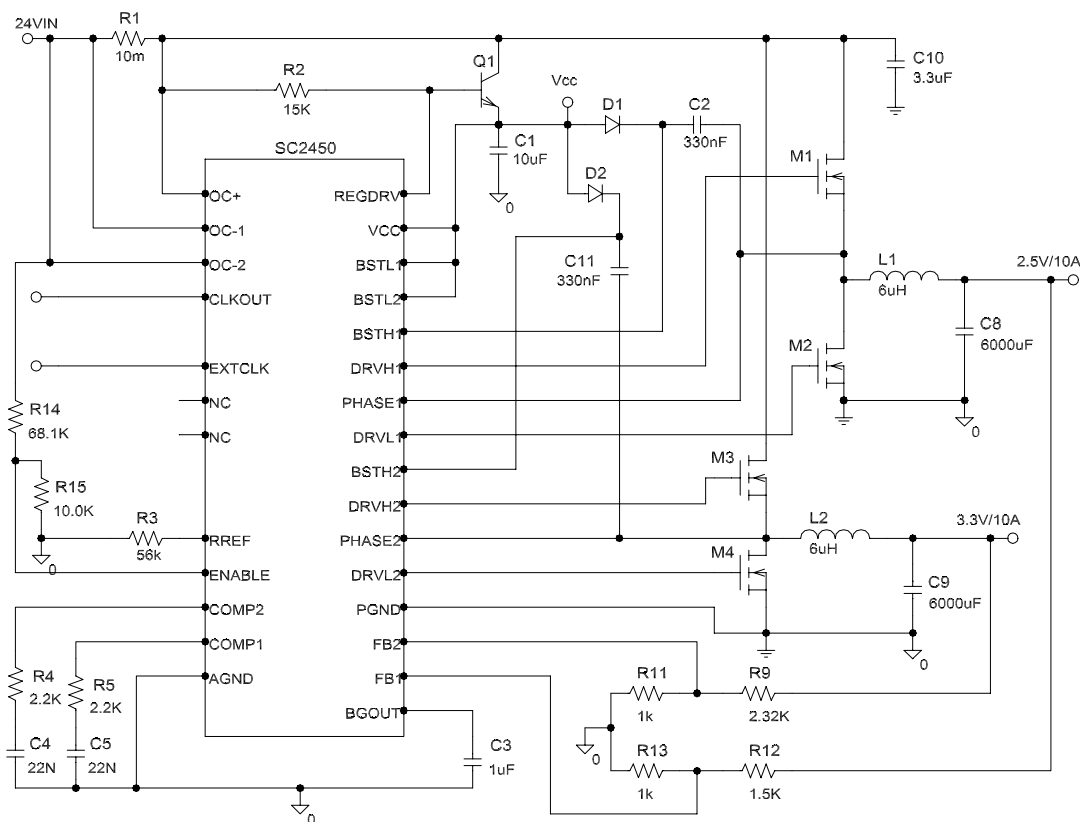 24VIN
R1
10m
R2
15K
Q1
Vcc
D1
C2
330nF
C10
3.3uF
SC2450
C1
10uF
0
D2
M1
OC+
REGDRV
OC-1
VCC
OC-2
BSTL1
C11
330nF
L1
6uH
2.5V/10A
CLKOUT
BSTL2
BSTH1
C8
6000uF
EXTCLK
DRVH1
M2
NC
PHASE1
R14
68.1K
NC
DRVL1
0
BSTH2
M3
R15
10.0K
DRVH2
R3
56k
RREF
PHASE2
L2
6uH
3.3V/10A
0
ENABLE
DRVL2
M4
C9
6000uF
COMP2
PGND
COMP1
FB2
0
R4
2.2K
R5
2.2K
AGND
FB1
R11
1k
R9
2.32K
BGOUT
C4
22N
C5
22N
C3
1uF
0
R13
1k
R12
1.5K
0